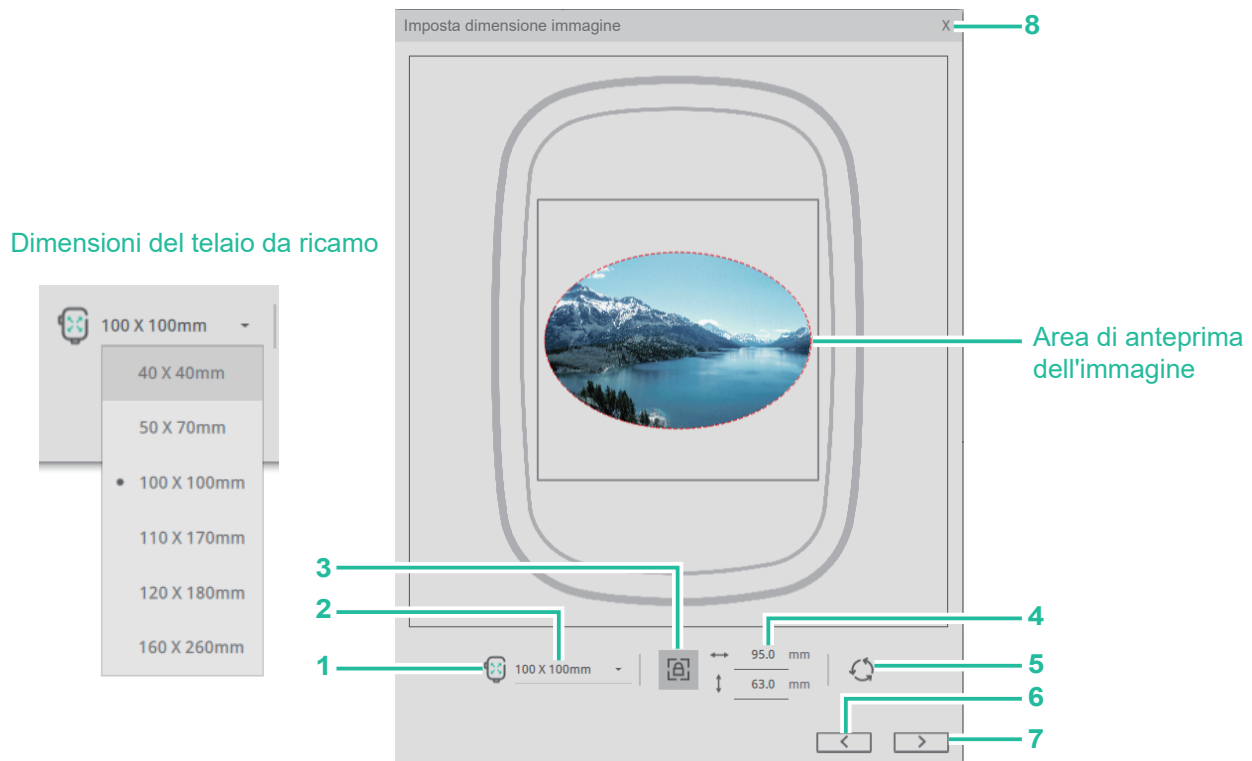 Imposta dimensione immagine
X
8
Dimensioni del telaio da ricamo
100 X 100mm
40 X 40mm
50 X 70mm
100 X 100mm
110 X 170mm
120 X 180mm
160 X 260mm
Area di anteprima
dell'immagine
3
2
1
100 X 100mm
4
95.0 mm
63.0 mm
5
6
<
>
7